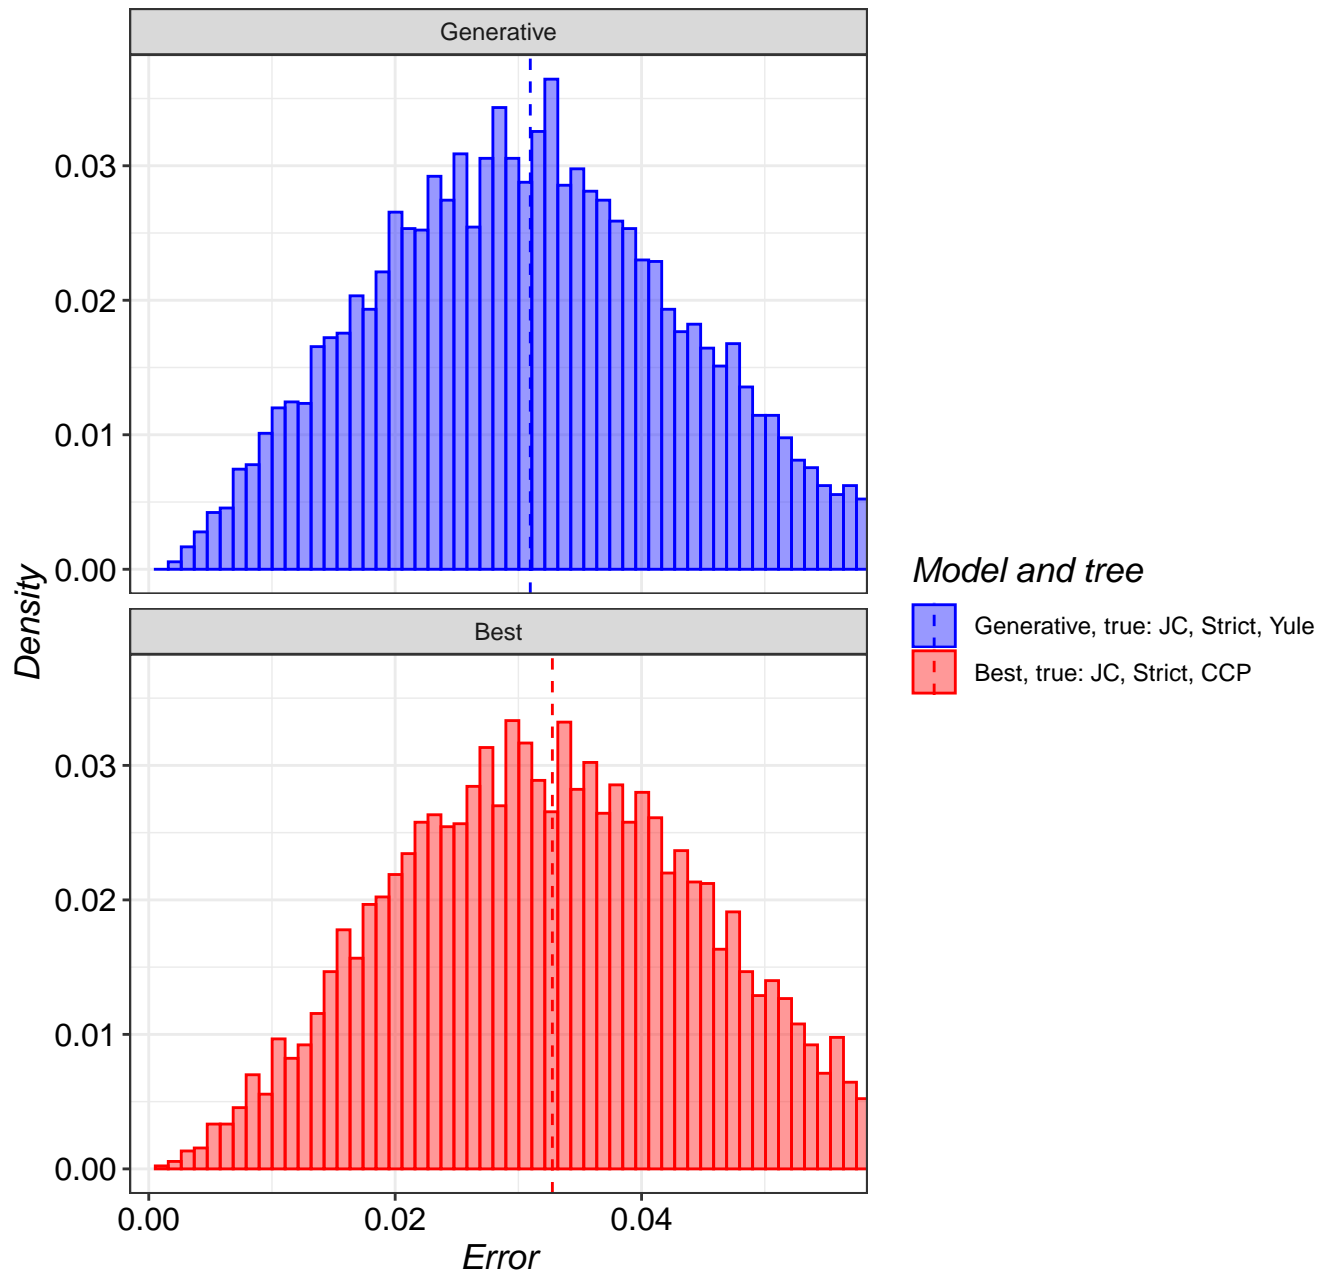 Generative
0.03
0.02
0.01
0.00
Best
0.03
0.02
0.01
0.00
0.00 0.02 0.04
Error
Density
Model and tree
Generative, true: JC, Strict, Yule
Best, true: JC, Strict, CCP